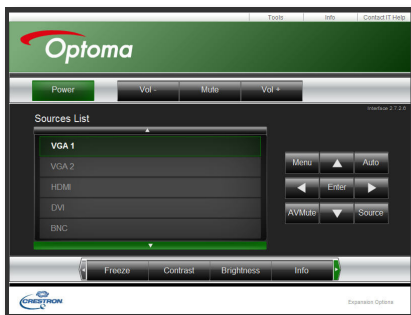 Tools Info Contact IT Help
Optoma
Power Vol - Mute Vol +
Interface 2.7.2.6
Sources List
VGA 1
VGA 2
HDMI
DVI
BNC
Menu Auto
Enter
AVMute Source
Freeze Contrast Brightness Info
CRESTRON
Expansion Options